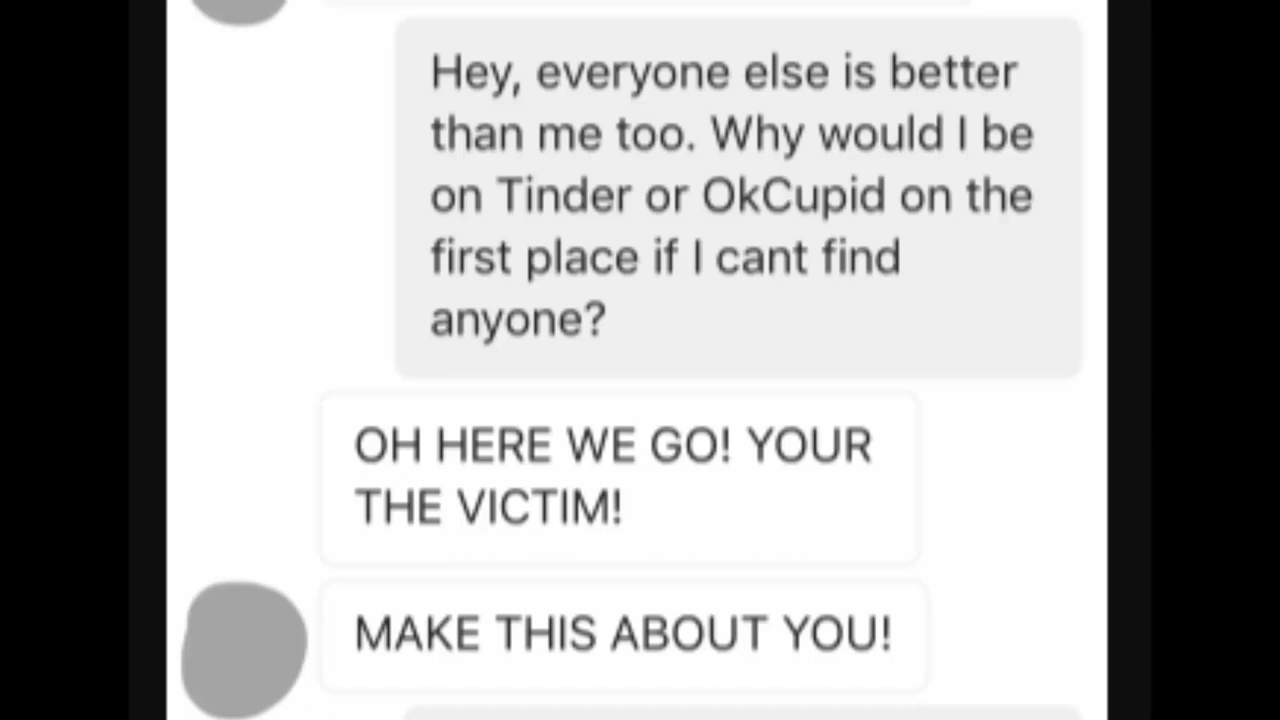 Hey, everyone else is better
than me too. Why would I be
on Tinder or OkCupid on the
first place if I cant find
anyone?
OH HERE WE GO! YOUR
THE VICTIM!
MAKE THIS ABOUT YOU!